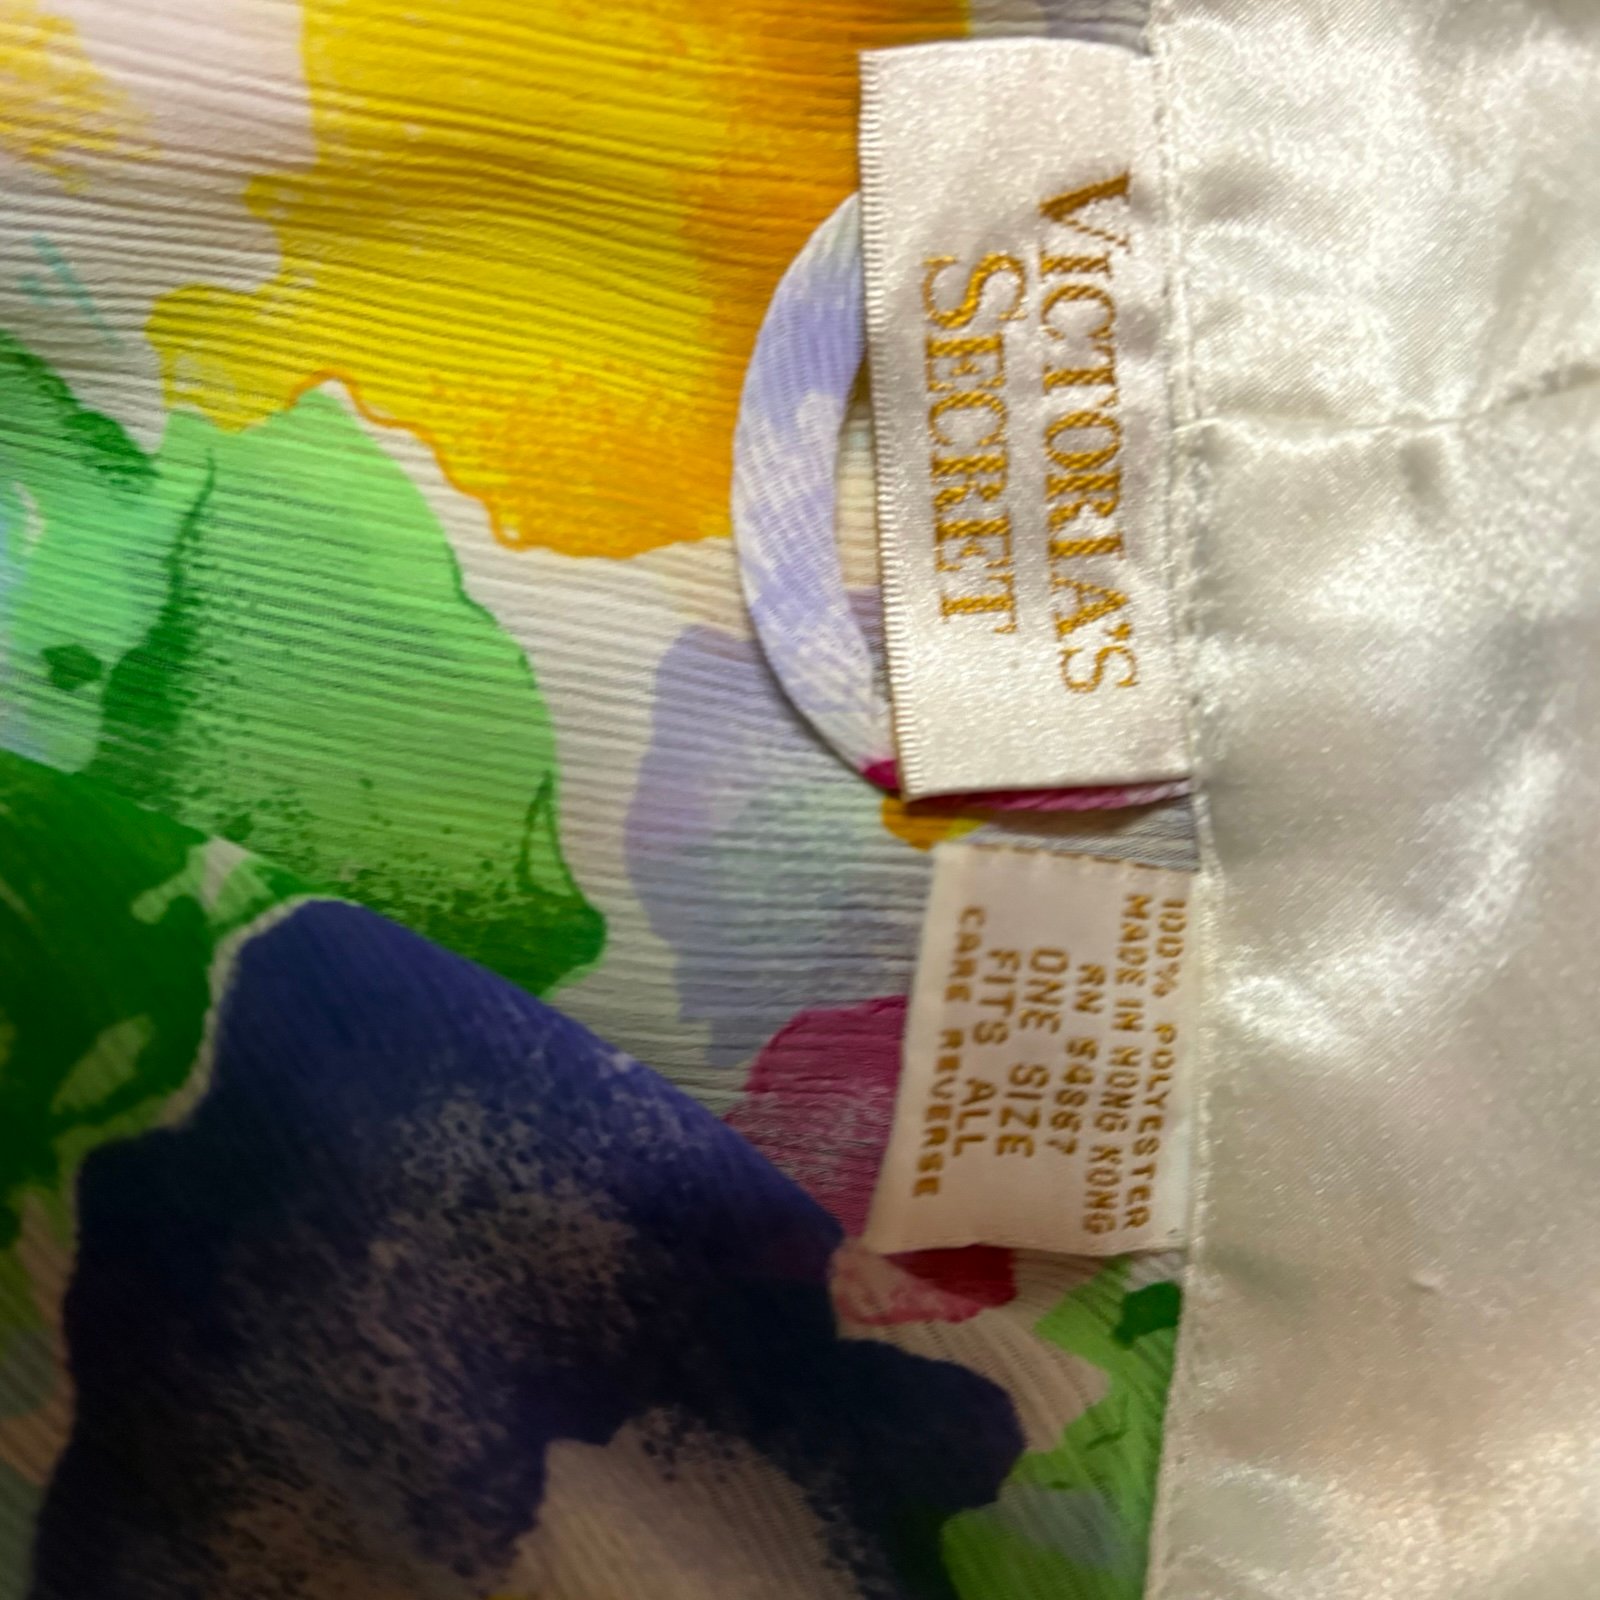 VICTORIA'S
SECRET
100% POLYESTER
MADE IN HONG KONG
RN 54867
ONE SIZE
FITS ALL
CARE REVERSE